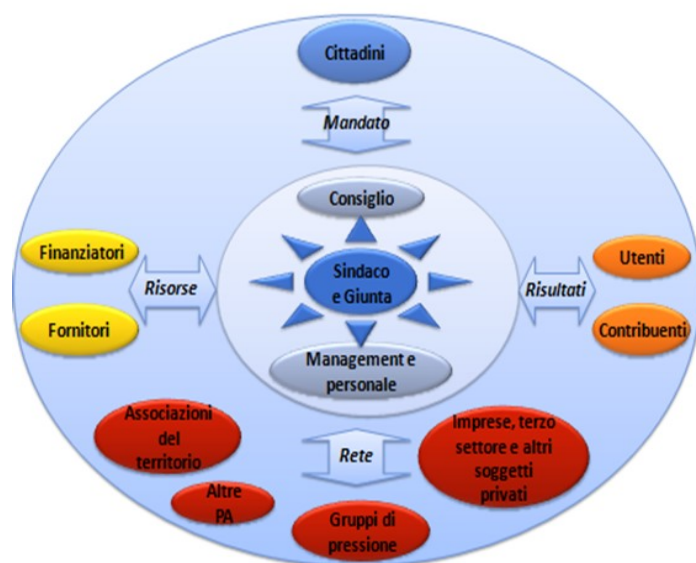 Cittadini
Mandato
Consiglio
Finanziatori
Risorse
Fornitori
Sindaco
e Giunta
Risultati
Utenti
Contribuenti
Management e
personale
Associazioni
del
territorio
Rete
Imprese, terzo
settore e altri
soggetti
privati
Altre
PA
Gruppi di
pressione